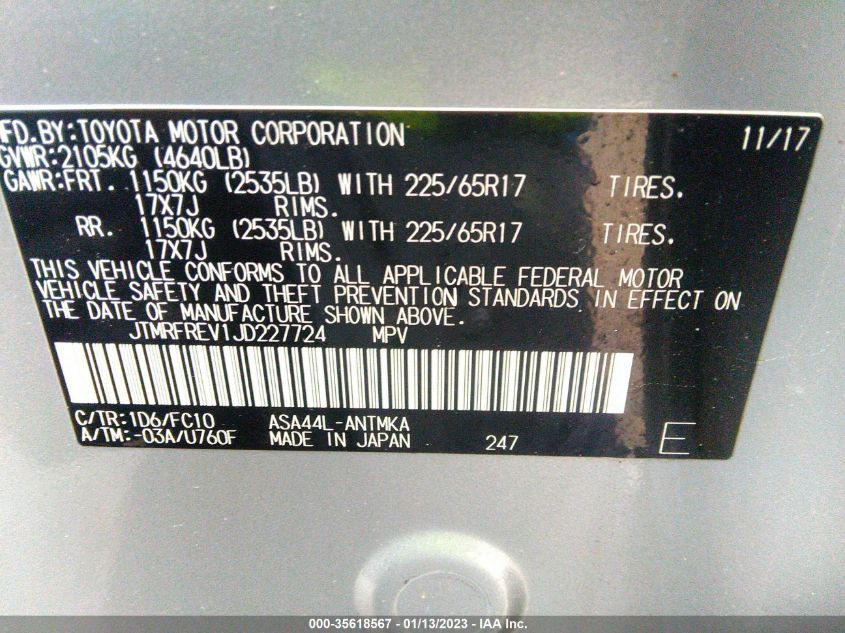 MFD.BY:TOYOTA MOTOR CORPORATION 11/17
GVWR:2105KG (4640LB)
GAWR:FRT. 1150KG (2535LB) WITH 225/65R17 TIRES.
17X7J RIMS.
RR. 1150KG (2535LB) WITH 225/65R17 TIRES.
17X7J RIMS.
THIS VEHICLE CONFORMS TO ALL APPLICABLE FEDERAL MOTOR
VEHICLE SAFETY AND THEFT PREVENTION STANDARDS IN EFFECT ON
THE DATE OF MANUFACTURE SHOWN ABOVE.
JTMRFREV1JD227724 MPV
C/TR:1D6/FC10 ASA44L-ANTMKA
A/TM:-03A/U760F MADE IN JAPAN 247 E
000-35618567 - 01/13/2023 - IAA Inc.